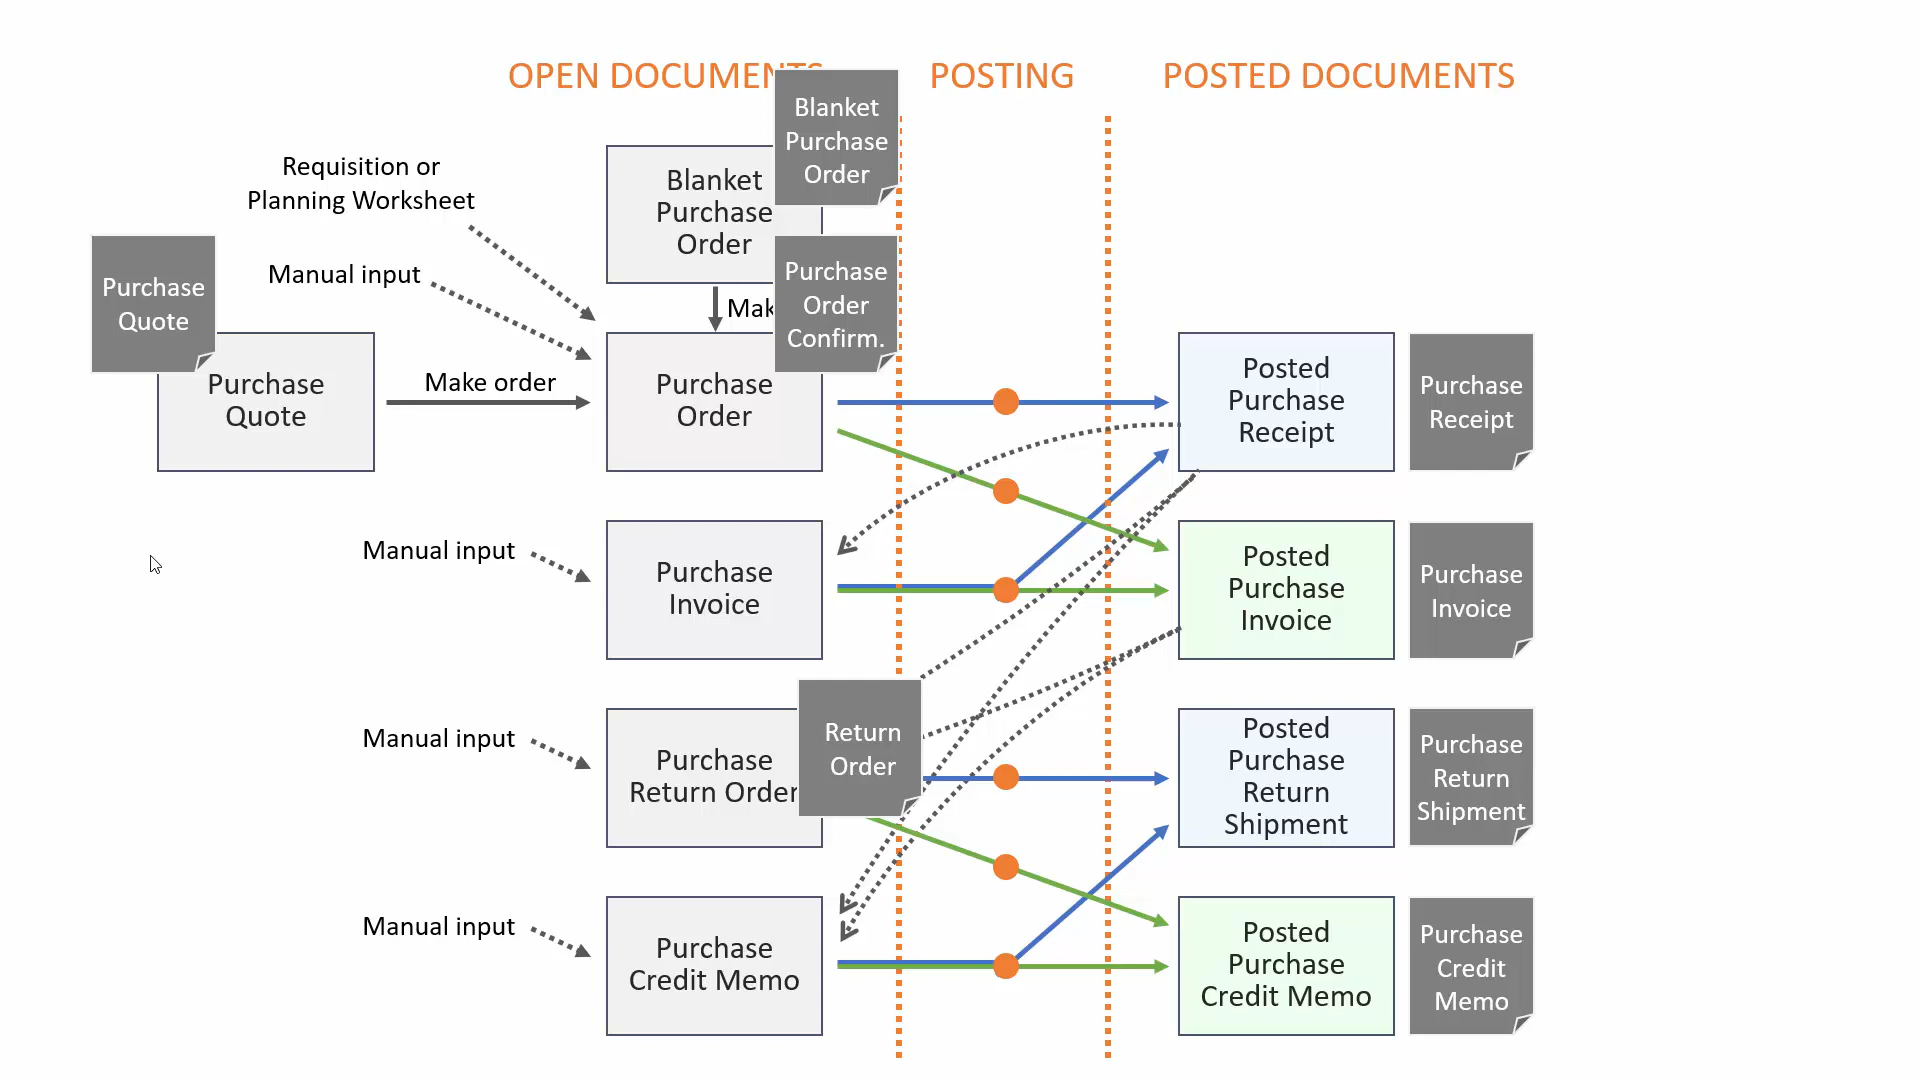 OPEN DOCUMENTS
POSTING
POSTED DOCUMENTS
Blanket
Purchase
Order
Requisition or
Planning Worksheet
Blanket
Purchase
Order
Purchase
Quote
Manual input
Purchase
Order
Confirm.
Mak
Purchase
Quote
Make order
Purchase
Order
Posted
Purchase
Receipt
Purchase
Receipt
Manual input
Purchase
Invoice
Posted
Purchase
Invoice
Purchase
Invoice
Manual input
Purchase
Return Order
Return
Order
Posted
Purchase
Return
Shipment
Purchase
Return
Shipment
Manual input
Purchase
Credit Memo
Posted
Purchase
Credit Memo
Purchase
Credit
Memo